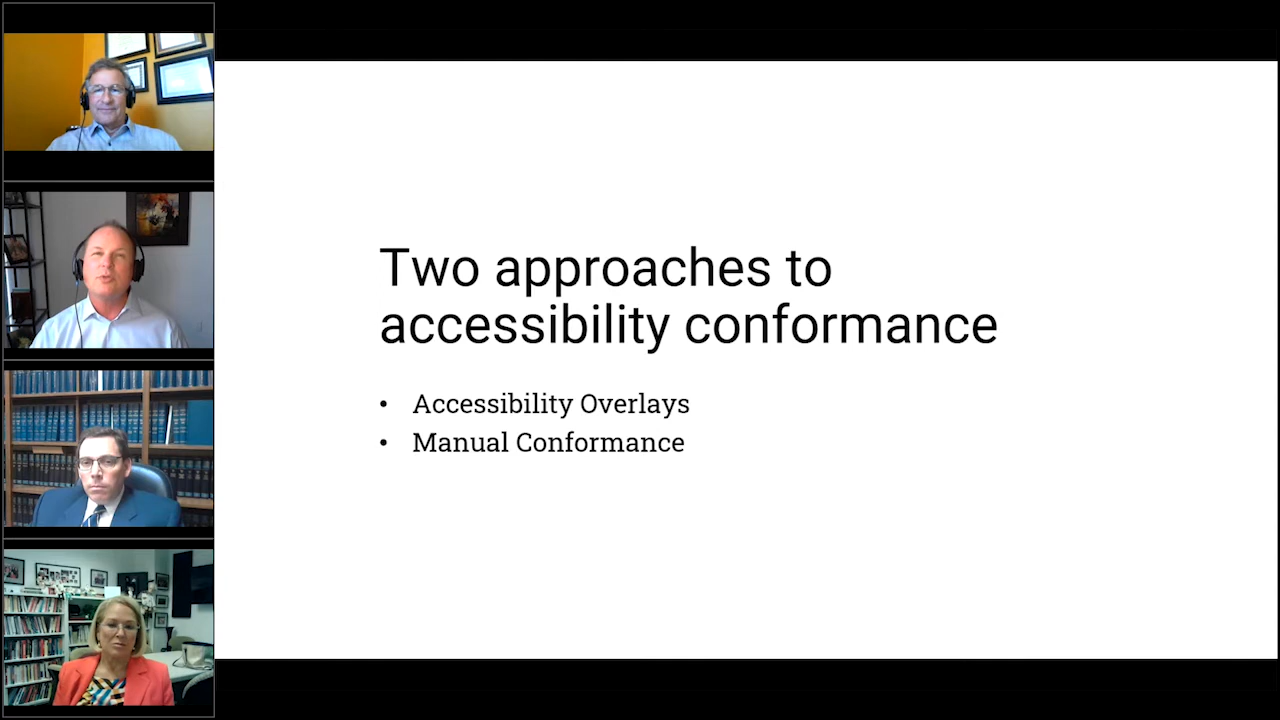 Two approaches to
accessibility conformance
• Accessibility Overlays
• Manual Conformance